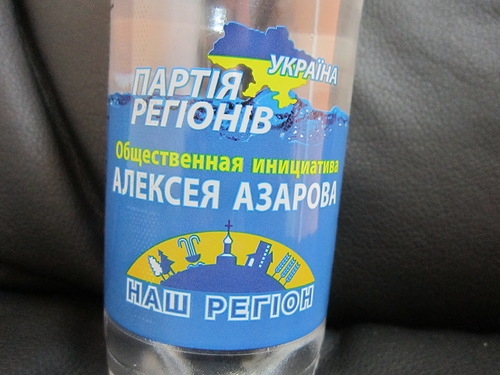 УКРАЇНА
ПАРТІЯ
РЕГІОНІВ
Общественная инициатива
АЛЕКСЕЯ АЗАРОВА
НАШ РЕГІОН